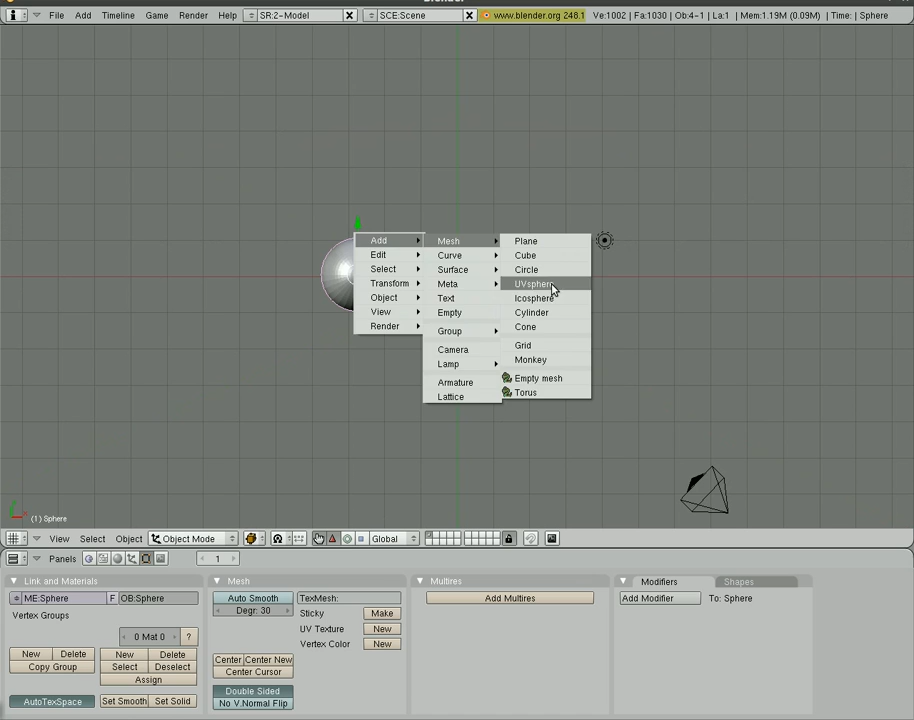 Blender
File Add Timeline Game Render Help SR:2-Model SCE:Scene www.blender.org 248.1 Ve:1002 | Fa:1030 | Ob:4-1 | La:1 | Mem:1.19M (0.09M) | Time: | Sphere
Add Mesh Plane
Edit Curve Cube
Select Surface Circle
Transform Meta UVsphere
Object Text Icosphere
View Empty Cylinder
Render Group Cone
Camera Grid
Lamp Monkey
Armature Empty mesh
Lattice Torus
(1) Sphere
View Select Object Object Mode Global
Panels 1
Link and Materials Mesh Multires Modifiers Shapes
ME:Sphere F OB:Sphere Auto Smooth TexMesh: Add Multires Add Modifier To: Sphere
Vertex Groups Degr: 30 Sticky Make
0 Mat 0 ? UV Texture New
Vertex Color New
New Delete New Delete Center Center New
Copy Group Select Deselect Center Cursor
Assign
AutoTexSpace Set Smooth Set Solid Double Sided
No V.Normal Flip